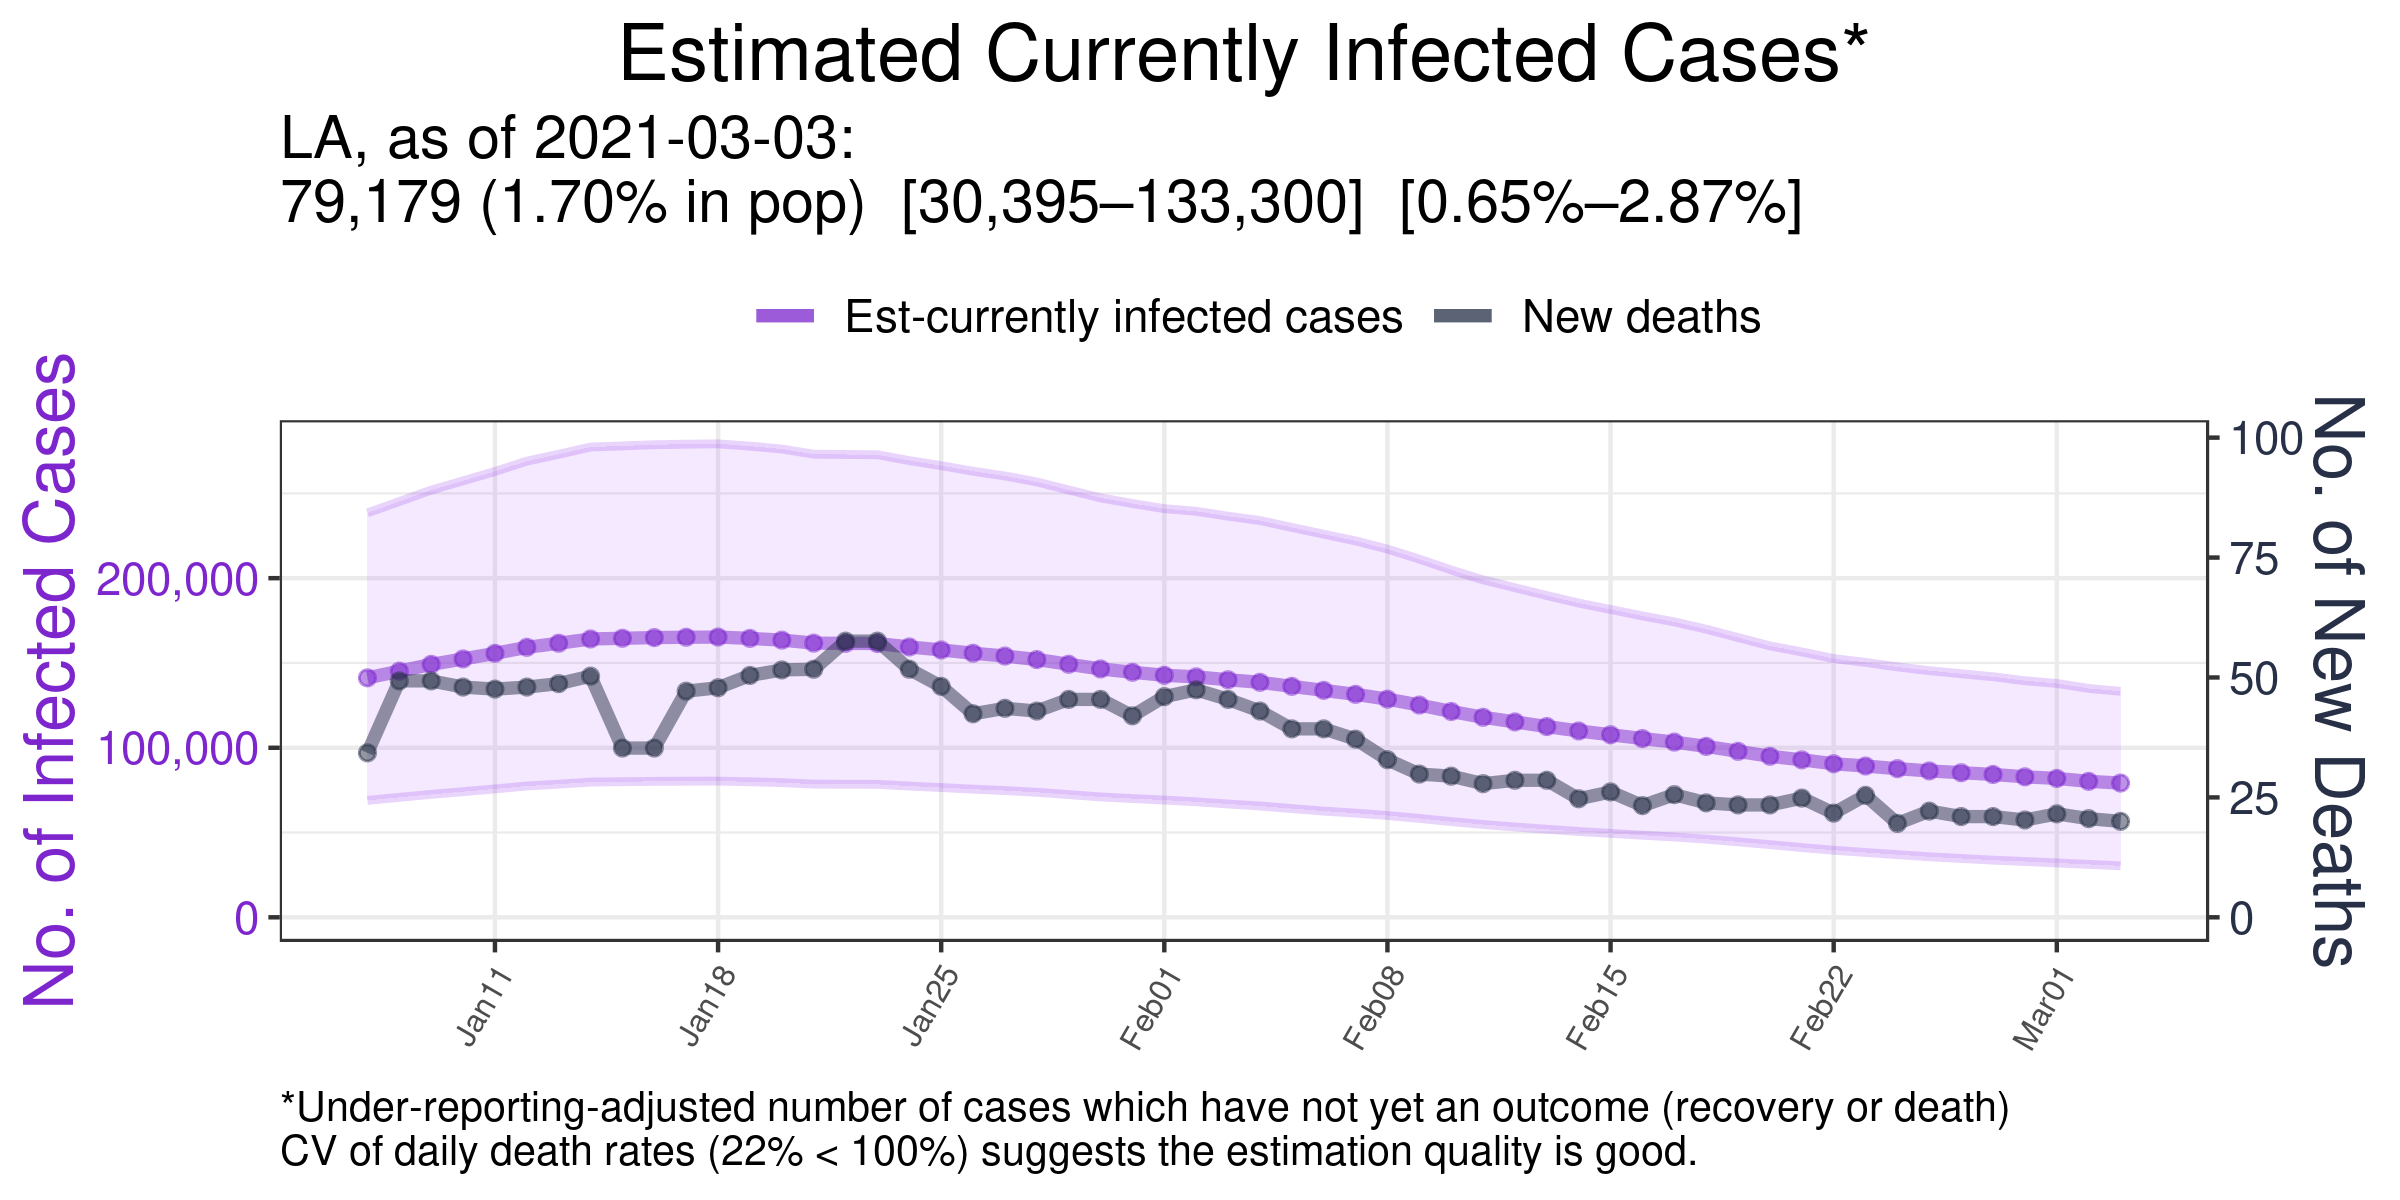 Estimated Currently Infected Cases*
LA, as of 2021-03-03:
79,179 (1.70% in pop)  [30,395–133,300]  [0.65%–2.87%]
Est-currently infected cases
New deaths
No. of Infected Cases
200,000
100,000
0
100
75
50
25
0
No. of New Deaths
Jan11
Jan18
Jan25
Feb01
Feb08
Feb15
Feb22
Mar01
*Under-reporting-adjusted number of cases which have not yet an outcome (recovery or death)
CV of daily death rates (22% < 100%) suggests the estimation quality is good.